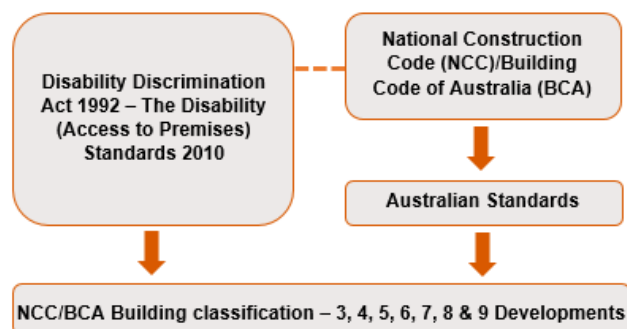 Disability Discrimination
Act 1992 – The Disability
(Access to Premises)
Standards 2010
National Construction
Code (NCC)/Building
Code of Australia (BCA)
Australian Standards
NCC/BCA Building classification – 3, 4, 5, 6, 7, 8 & 9 Developments